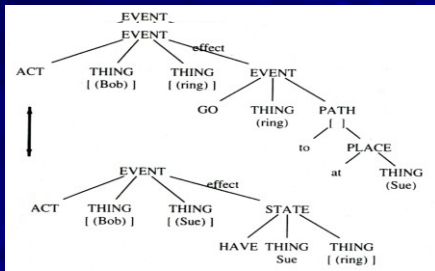 EVENT
EVENT
effect
ACT THING THING EVENT
[ (Bob) ] [ (ring) ]
GO THING PATH
(ring) [ ]
to PLACE
at THING
(Sue)
EVENT
effect
ACT THING THING STATE
[ (Bob) ] [ (Sue) ]
HAVE THING THING
Sue [ (ring) ]